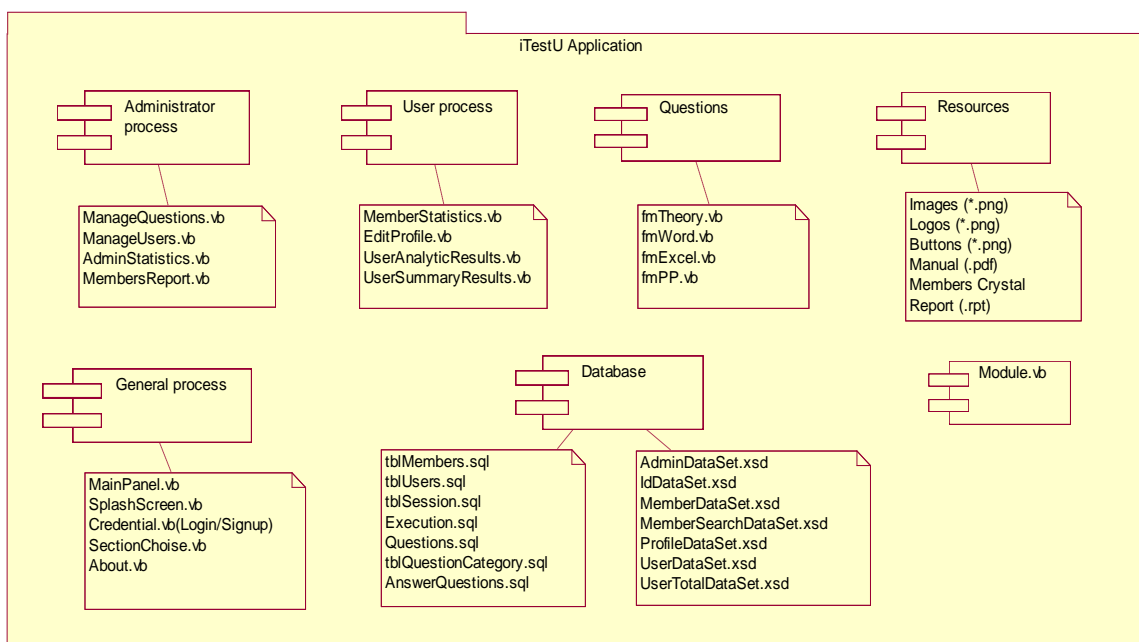 iTestU Application
Administrator
process
User process
Questions
Resources
ManageQuestions.vb
ManageUsers.vb
AdminStatistics.vb
MembersReport.vb
MemberStatistics.vb
EditProfile.vb
UserAnalyticResults.vb
UserSummaryResults.vb
fmTheory.vb
fmWord.vb
fmExcel.vb
fmPP.vb
Images (*.png)
Logos (*.png)
Buttons (*.png)
Manual (.pdf)
Members Crystal
Report (.rpt)
General process
Database
Module.vb
MainPanel.vb
SplashScreen.vb
Credential.vb(Login/Signup)
SectionChoise.vb
About.vb
tblMembers.sql
tblUsers.sql
tblSession.sql
Execution.sql
Questions.sql
tblQuestionCategory.sql
AnswerQuestions.sql
AdminDataSet.xsd
IdDataSet.xsd
MemberDataSet.xsd
MemberSearchDataSet.xsd
ProfileDataSet.xsd
UserDataSet.xsd
UserTotalDataSet.xsd